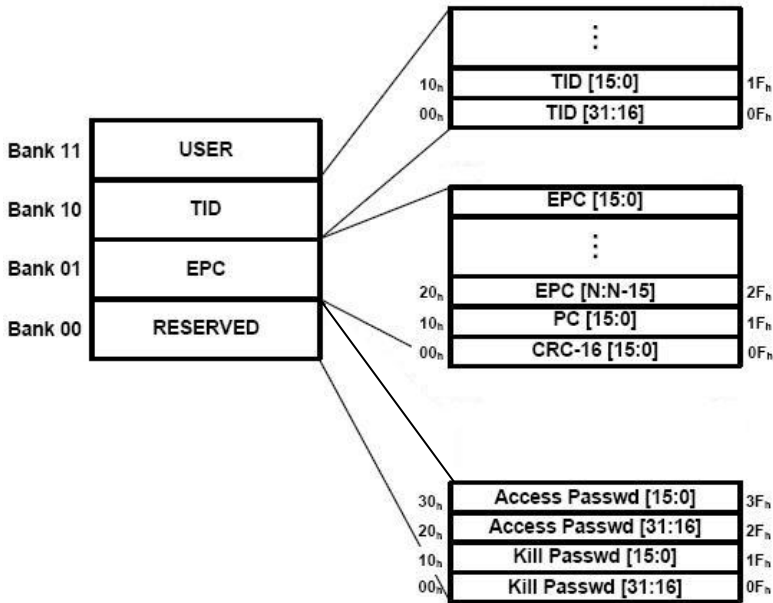 Bank 11 USER
Bank 10 TID
Bank 01 EPC
Bank 00 RESERVED
⋮
10h TID [15:0] 1Fh
00h TID [31:16] 0Fh
EPC [15:0]
⋮
20h EPC [N:N-15] 2Fh
10h PC [15:0] 1Fh
00h CRC-16 [15:0] 0Fh
30h Access Passwd [15:0] 3Fh
20h Access Passwd [31:16] 2Fh
10h Kill Passwd [15:0] 1Fh
00h Kill Passwd [31:16] 0Fh